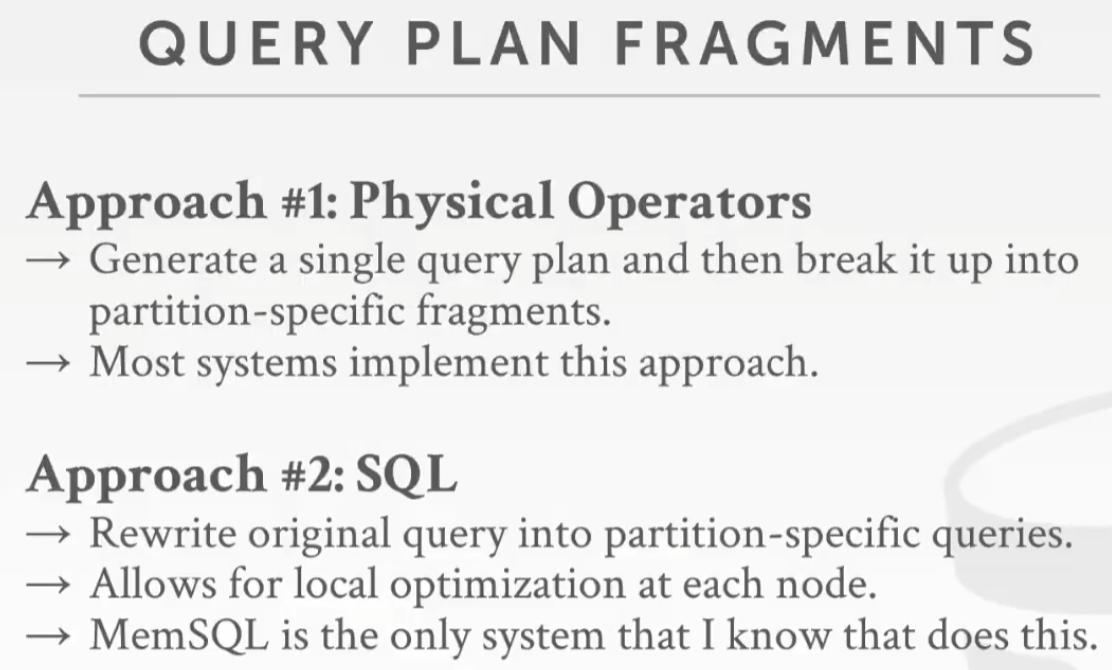 QUERY PLAN FRAGMENTS
Approach #1: Physical Operators
→ Generate a single query plan and then break it up into
partition-specific fragments.
→ Most systems implement this approach.
Approach #2: SQL
→ Rewrite original query into partition-specific queries.
→ Allows for local optimization at each node.
→ MemSQL is the only system that I know that does this.